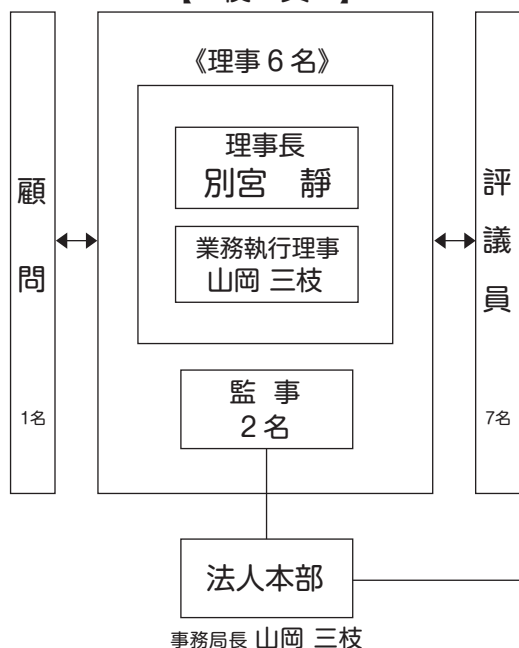 《理事6名》
理事長
別宮 靜
業務執行理事
山岡 三枝
監事
2名
顧問
1名
評議員
7名
法人本部
事務局長 山岡 三枝